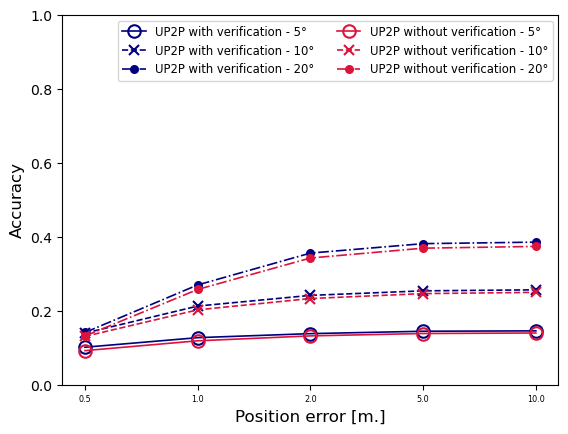 1.0
0.8
0.6
0.4
0.2
0.0
Accuracy
UP2P with verification - 5°
UP2P with verification - 10°
UP2P with verification - 20°
UP2P without verification - 5°
UP2P without verification - 10°
UP2P without verification - 20°
0.5 1.0 2.0 5.0 10.0
Position error [m.]